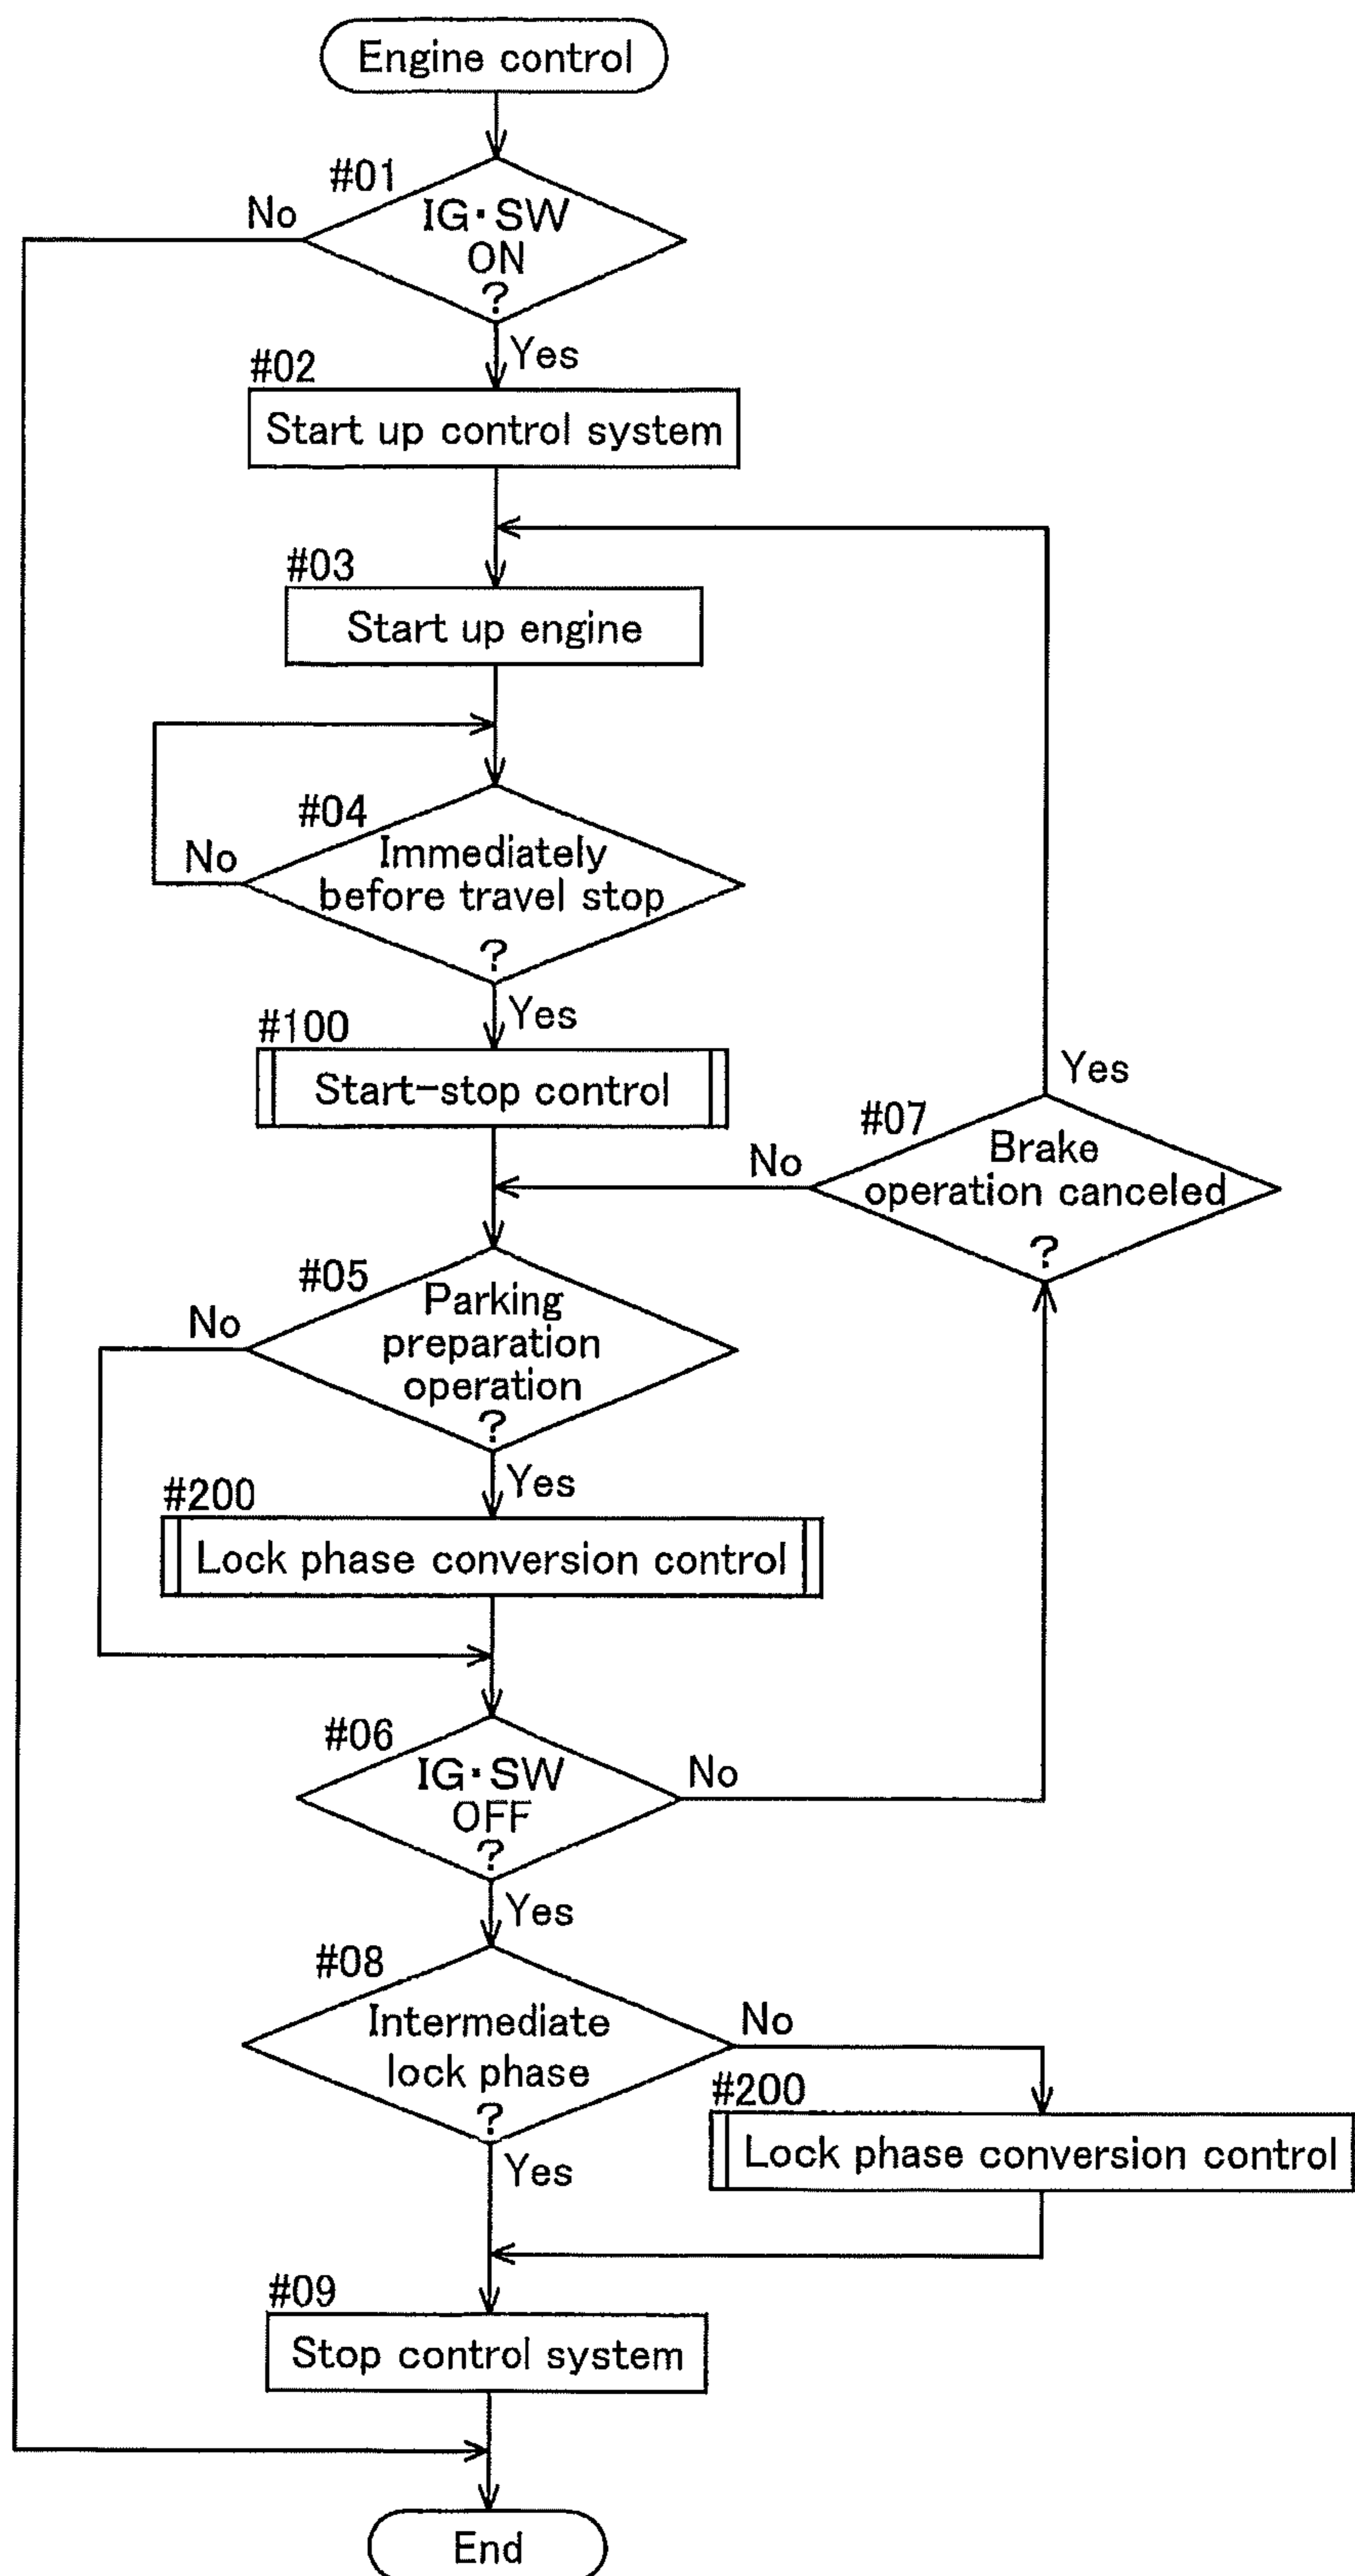 Engine control
#01
No
IG·SW
ON
?
Yes
#02
Start up control system
#03
Start up engine
#04
No
Immediately
before travel stop
?
Yes
#100
Start-stop control
Yes
#07
No
Brake
operation canceled
?
#05
No
Parking
preparation
operation
?
Yes
#200
Lock phase conversion control
#06
IG·SW
OFF
?
No
Yes
#08
Intermediate
lock phase
?
No
Yes
#200
Lock phase conversion control
#09
Stop control system
End